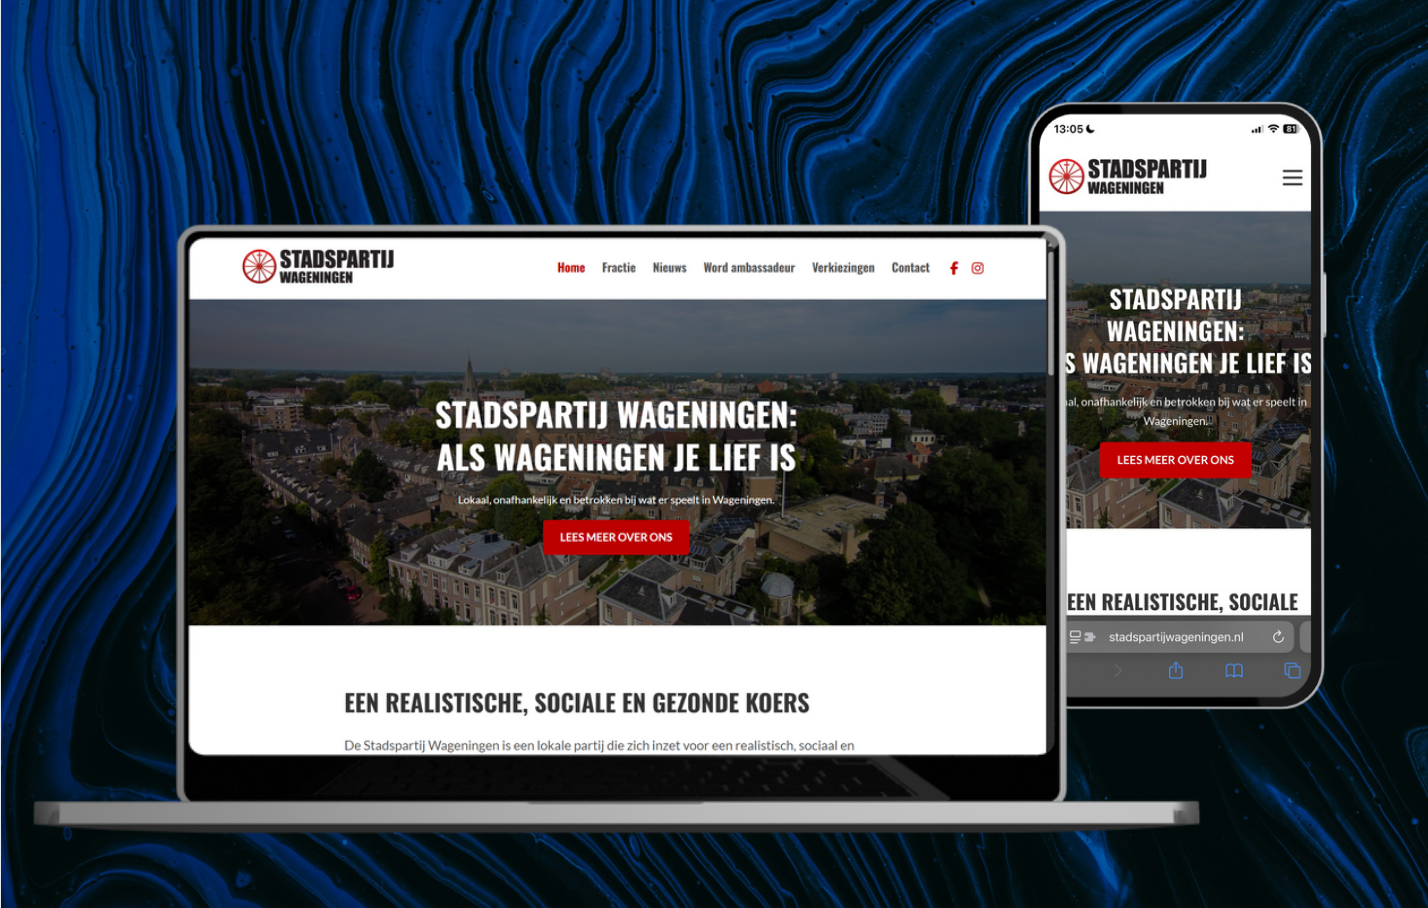 STADSPARTIJ
WAGENINGEN
Home Fractie Nieuws Word ambassadeur Verkiezingen Contact
STADSPARTIJ WAGENINGEN:
ALS WAGENINGEN JE LIEF IS
Lokaal, onafhankelijk en betrokken bij wat er speelt in Wageningen.
LEES MEER OVER ONS
EEN REALISTISCHE, SOCIALE EN GEZONDE KOERS
De Stadspartij Wageningen is een lokale partij die zich inzet voor een realistisch, sociaal en
13:05
81
STADSPARTIJ
WAGENINGEN
STADSPARTIJ
WAGENINGEN:
S WAGENINGEN JE LIEF IS
al, onafhankelijk en betrokken bij wat er speelt in
Wageningen.
LEES MEER OVER ONS
EEN REALISTISCHE, SOCIALE
stadspartijwageningen.nl